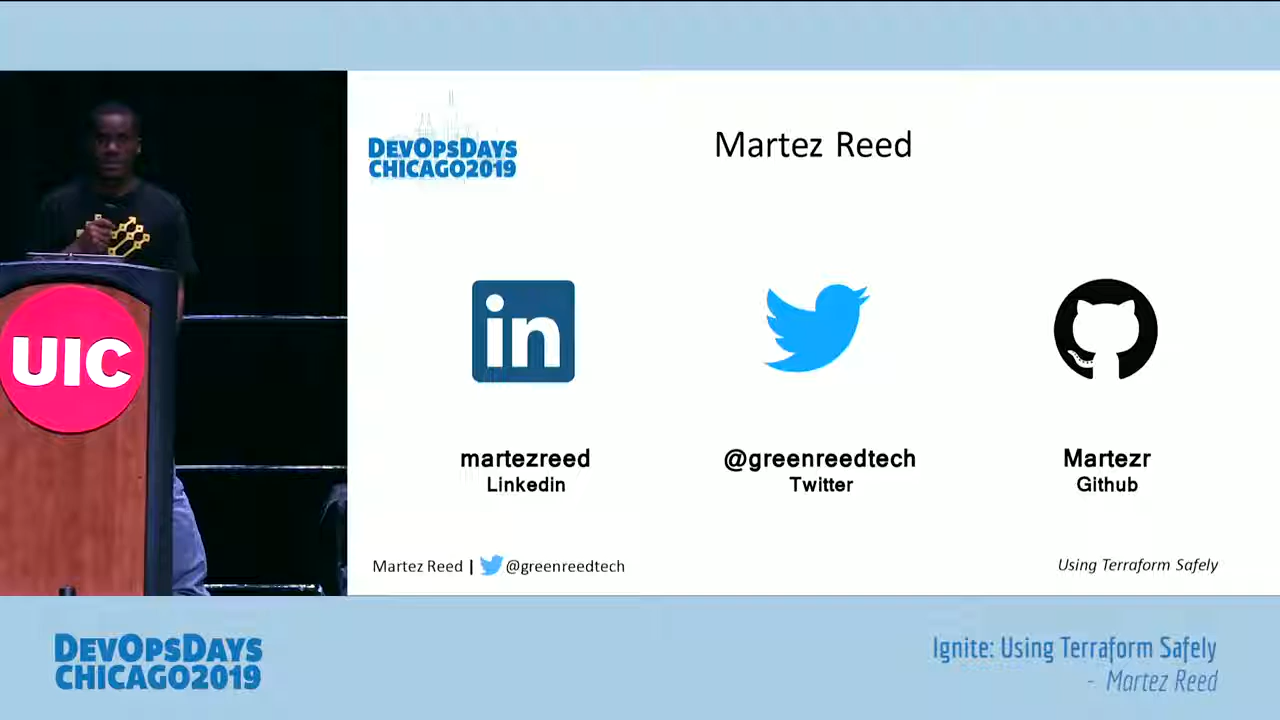 DEVOPSDAYS
CHICAGO2019
Martez Reed
UIC
in
martezreed
Linkedin
@greenreedtech
Twitter
Martezr
Github
Martez Reed | @greenreedtech
Using Terraform Safely
DEVOPSDAYS
CHICAGO2019
Ignite: Using Terraform Safely
- Martez Reed